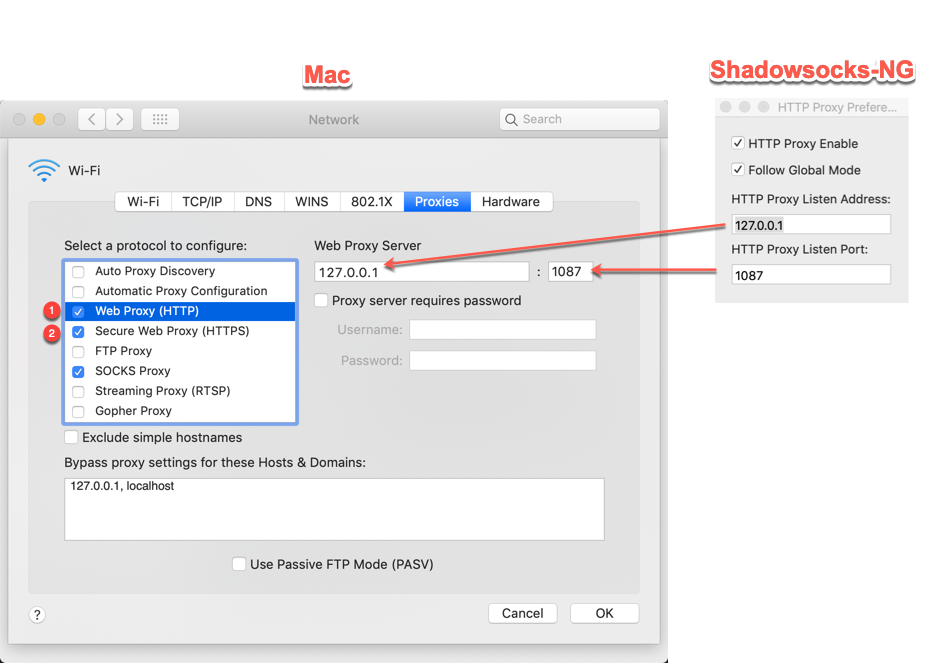 Mac
Shadowsocks-NG
Network
Search
HTTP Proxy Prefere...
Wi-Fi
Wi-Fi
TCP/IP
DNS
WINS
802.1X
Proxies
Hardware
Select a protocol to configure:
Auto Proxy Discovery
Automatic Proxy Configuration
1
Web Proxy (HTTP)
2
Secure Web Proxy (HTTPS)
FTP Proxy
SOCKS Proxy
Streaming Proxy (RTSP)
Gopher Proxy
Exclude simple hostnames
Web Proxy Server
127.0.0.1 : 1087
Proxy server requires password
Username:
Password:
Bypass proxy settings for these Hosts & Domains:
127.0.0.1, localhost
Use Passive FTP Mode (PASV)
?
Cancel
OK
HTTP Proxy Enable
Follow Global Mode
HTTP Proxy Listen Address:
127.0.0.1
HTTP Proxy Listen Port:
1087